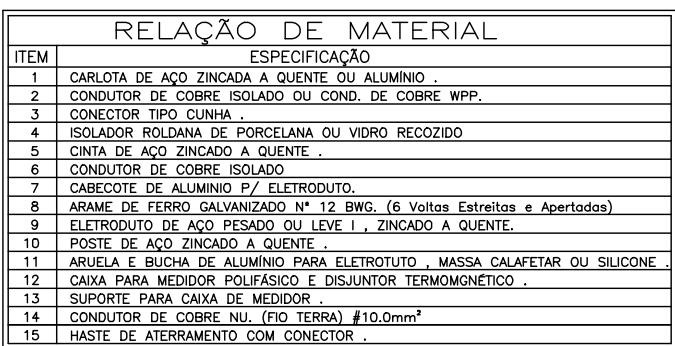 RELAÇÃO DE MATERIAL
ITEM ESPECIFICAÇÃO
1 CARLOTA DE AÇO ZINCADA A QUENTE OU ALUMÍNIO .
2 CONDUTOR DE COBRE ISOLADO OU COND. DE COBRE WPP.
3 CONECTOR TIPO CUNHA .
4 ISOLADOR ROLDANA DE PORCELANA OU VIDRO RECOZIDO
5 CINTA DE AÇO ZINCADO A QUENTE .
6 CONDUTOR DE COBRE ISOLADO
7 CABECOTE DE ALUMINIO P/ ELETRODUTO.
8 ARAME DE FERRO GALVANIZADO Nº 12 BWG. (6 Voltas Estreitas e Apertadas)
9 ELETRODUTO DE AÇO PESADO OU LEVE I , ZINCADO A QUENTE.
10 POSTE DE AÇO ZINCADO A QUENTE .
11 ARUELA E BUCHA DE ALUMÍNIO PARA ELETROTUTO , MASSA CALAFETAR OU SILICONE .
12 CAIXA PARA MEDIDOR POLIFÁSICO E DISJUNTOR TERMOMGNÉTICO .
13 SUPORTE PARA CAIXA DE MEDIDOR .
14 CONDUTOR DE COBRE NU. (FIO TERRA) #10.0mm²
15 HASTE DE ATERRAMENTO COM CONECTOR .